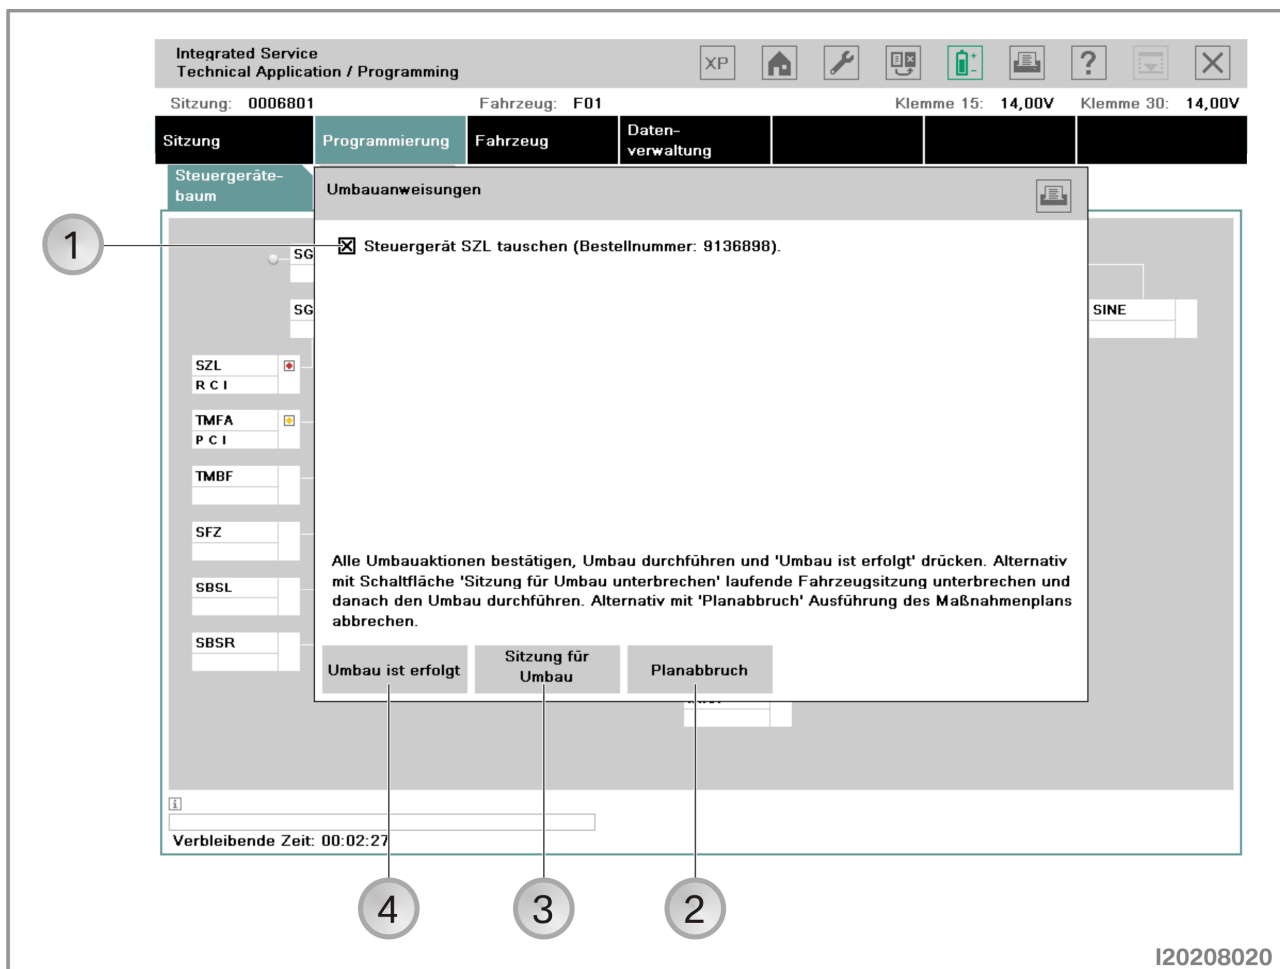 Integrated Service
Technical Application / Programming
XP
?
Sitzung: 0006801
Fahrzeug: F01
Klemme 15: 14,00V
Klemme 30: 14,00V
Sitzung
Programmierung
Fahrzeug
Daten-
verwaltung
Steuergeräte-
baum
Umbauanweisungen
1
Steuergerät SZL tauschen (Bestellnummer: 9136898).
SG
SG
SINE
SZL
R C I
TMFA
P C I
TMBF
SFZ
SBSL
SBSR
Alle Umbauaktionen bestätigen, Umbau durchführen und 'Umbau ist erfolgt' drücken. Alternativ
mit Schaltfläche 'Sitzung für Umbau unterbrechen' laufende Fahrzeugsitzung unterbrechen und
danach den Umbau durchführen. Alternativ mit 'Planabbruch' Ausführung des Maßnahmenplans
abbrechen.
Umbau ist erfolgt
Sitzung für
Umbau
Planabbruch
i
Verbleibende Zeit: 00:02:27
4
3
2
I20208020